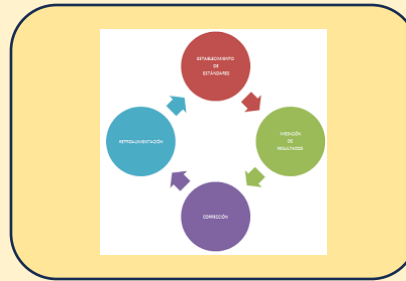 ESTABLECIMIENTO
DE
ESTÁNDARES
MEDICIÓN
DE
RESULTADOS
CORRECCIÓN
RETROALIMENTACIÓN